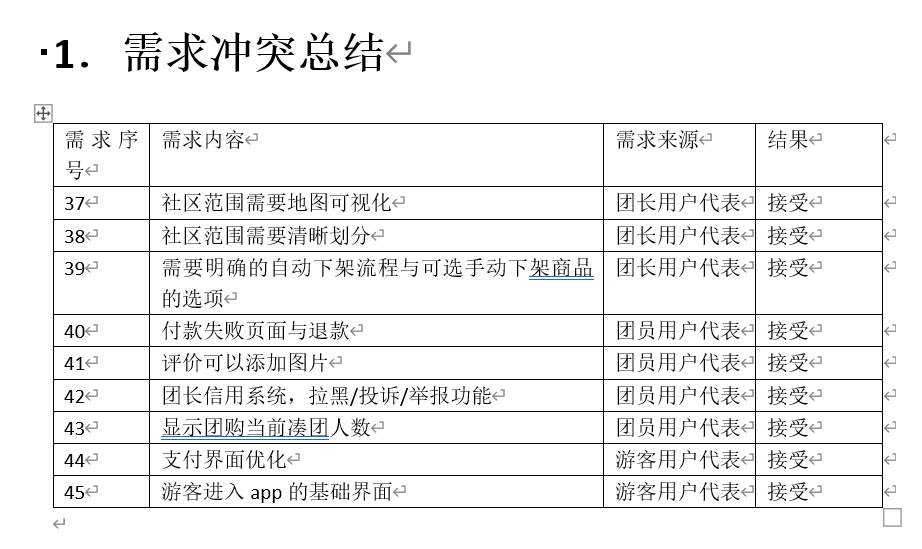 1. 需求冲突总结
需求序 需求内容 需求来源 结果
号
37 社区范围需要地图可视化 团长用户代表 接受
38 社区范围需要清晰划分 团长用户代表 接受
39 需要明确的自动下架流程与可选手动下架商品 团长用户代表 接受
的选项
40 付款失败页面与退款 团员用户代表 接受
41 评价可以添加图片 团员用户代表 接受
42 团长信用系统，拉黑/投诉/举报功能 团员用户代表 接受
43 显示团购当前凑团人数 团员用户代表 接受
44 支付界面优化 游客用户代表 接受
45 游客进入 app 的基础界面 游客用户代表 接受